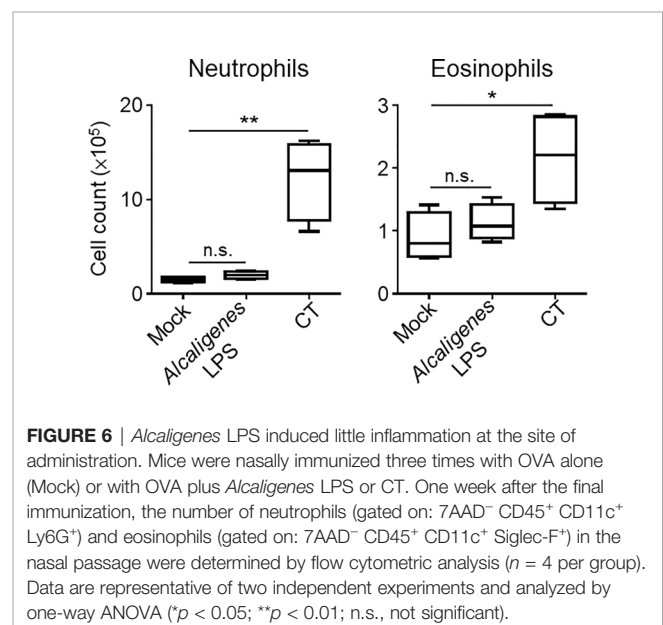 Neutrophils
Eosinophils
Cell count (×10⁵)
20
10
0
**
n.s.
Mock
Alcaligenes
LPS
CT
3
2
1
0
*
n.s.
Mock
Alcaligenes
LPS
CT
FIGURE 6 | Alcaligenes LPS induced little inflammation at the site of
administration. Mice were nasally immunized three times with OVA alone
(Mock) or with OVA plus Alcaligenes LPS or CT. One week after the final
immunization, the number of neutrophils (gated on: 7AAD⁻ CD45⁺ CD11c⁺
Ly6G⁺) and eosinophils (gated on: 7AAD⁻ CD45⁺ CD11c⁺ Siglec-F⁺) in the
nasal passage were determined by flow cytometric analysis (n = 4 per group).
Data are representative of two independent experiments and analyzed by
one-way ANOVA (*p < 0.05; **p < 0.01; n.s., not significant).